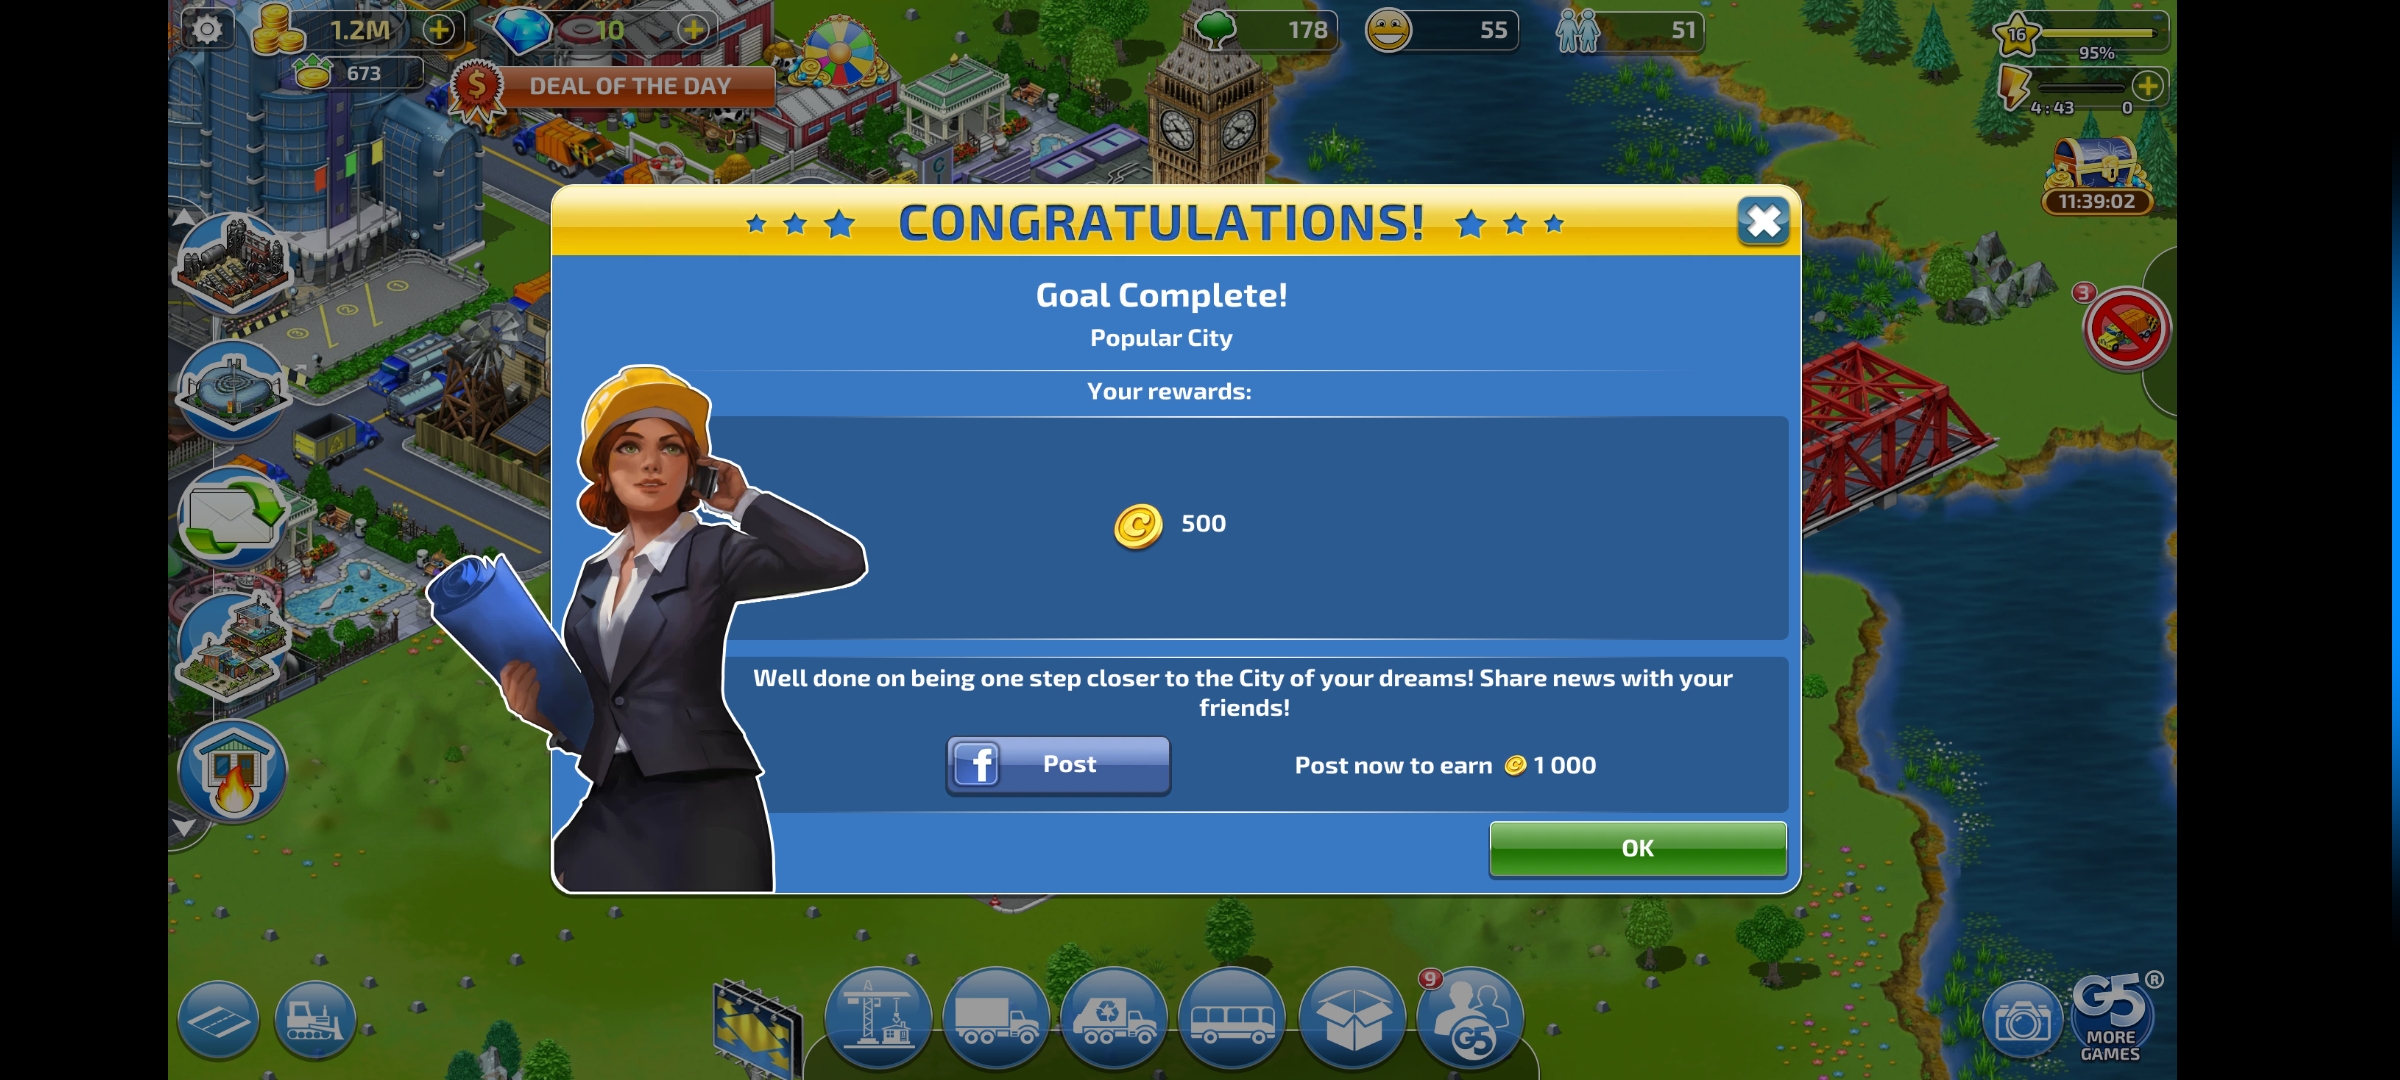 1.2M
10
178
55
51
16
95%
673
DEAL OF THE DAY
4:43
0
11:39:02
3
CONGRATULATIONS!
Goal Complete!
Popular City
Your rewards:
500
Well done on being one step closer to the City of your dreams! Share news with your
friends!
f Post
Post now to earn 1 000
OK
9
G5
G5®
MORE
GAMES